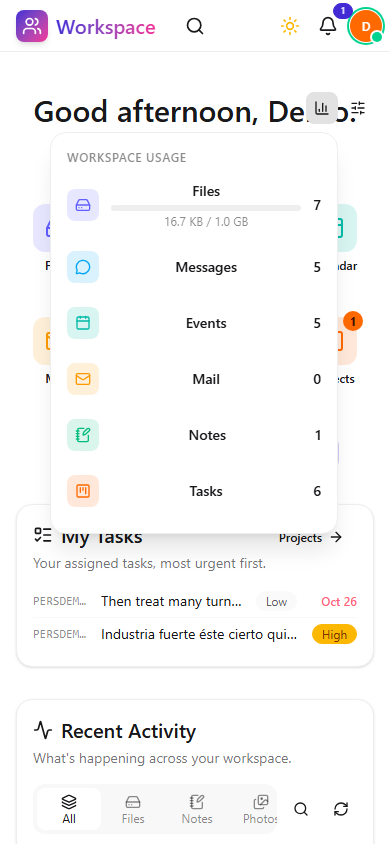 Workspace
1
D
Good afternoon, De
WORKSPACE USAGE
Files
7
16.7 KB / 1.0 GB
Messages
5
Events
5
Mail
0
Notes
1
Tasks
6
1
My Tasks
Projects
Your assigned tasks, most urgent first.
PERSDEM…
Then treat many turn…
Low
Oct 26
PERSDEM…
Industria fuerte éste cierto qui…
High
Recent Activity
What's happening across your workspace.
All
Files
Notes
Photos